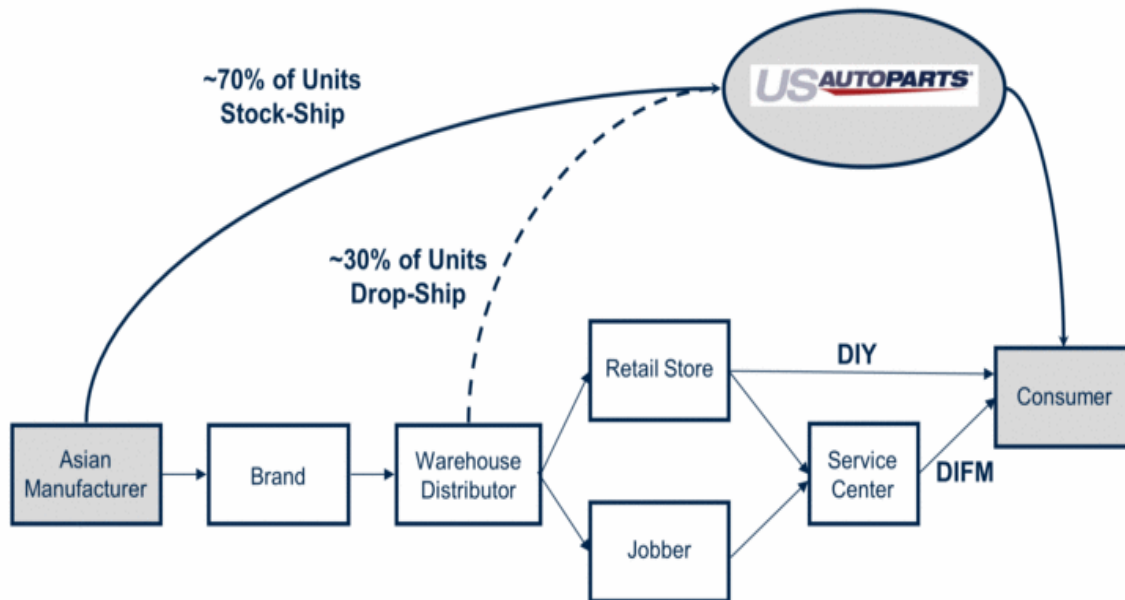 ~70% of Units
Stock-Ship
USAUTOPARTS®
~30% of Units
Drop-Ship
Retail Store
DIY
Consumer
Asian
Manufacturer
Brand
Warehouse
Distributor
Service
Center
DIFM
Jobber